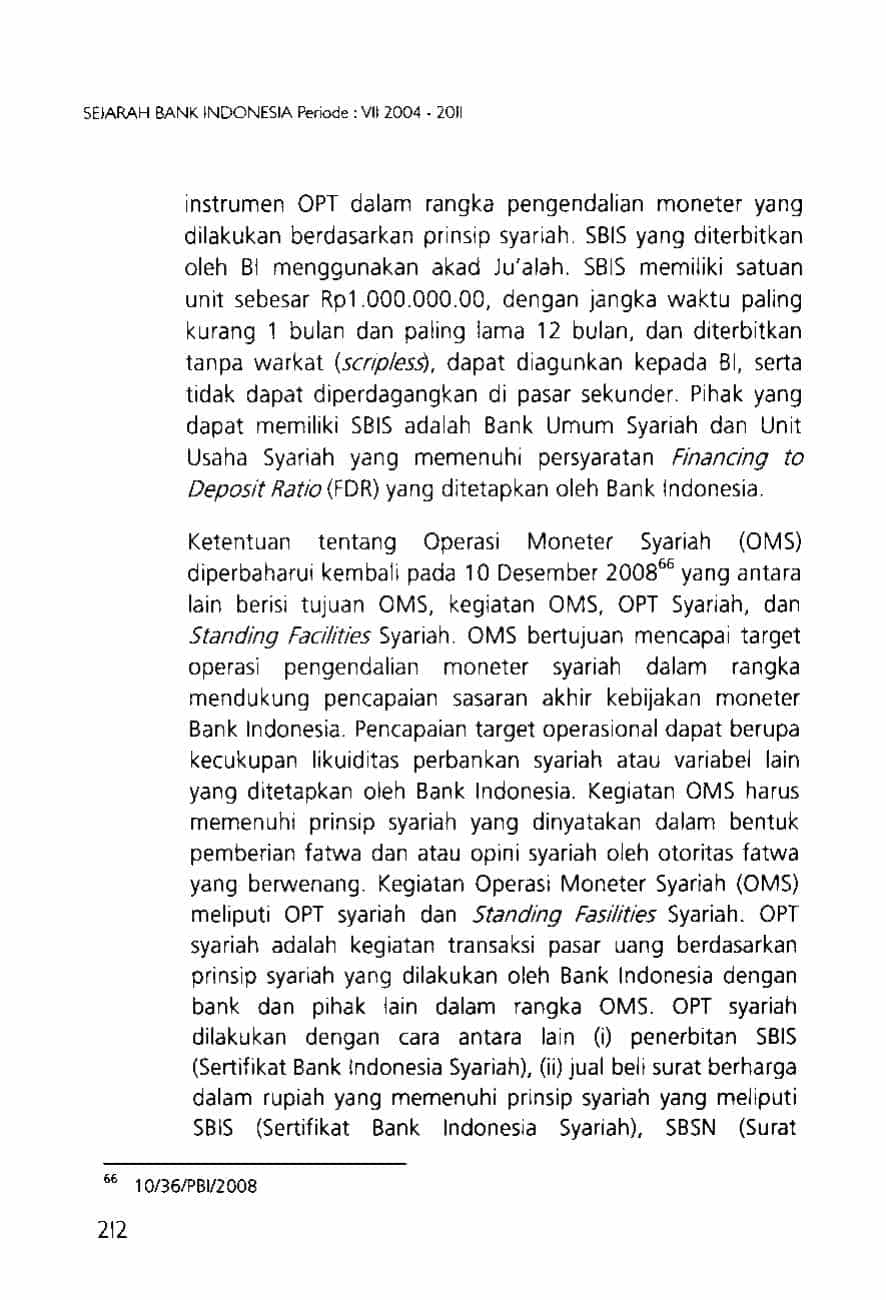 SEJARAH BANK INDONESIA Periode : VII 2004 - 2011
instrumen OPT dalam rangka pengendalian moneter yang
dilakukan berdasarkan prinsip syariah. SBIS yang diterbitkan
oleh BI menggunakan akad Ju'alah. SBIS memiliki satuan
unit sebesar Rp1.000.000.00, dengan jangka waktu paling
kurang 1 bulan dan paling lama 12 bulan, dan diterbitkan
tanpa warkat (scripless), dapat diagunkan kepada BI, serta
tidak dapat diperdagangkan di pasar sekunder. Pihak yang
dapat memiliki SBIS adalah Bank Umum Syariah dan Unit
Usaha Syariah yang memenuhi persyaratan Financing to
Deposit Ratio (FDR) yang ditetapkan oleh Bank Indonesia.
Ketentuan tentang Operasi Moneter Syariah (OMS)
diperbaharui kembali pada 10 Desember 2008⁶⁶ yang antara
lain berisi tujuan OMS, kegiatan OMS, OPT Syariah, dan
Standing Facilities Syariah. OMS bertujuan mencapai target
operasi pengendalian moneter syariah dalam rangka
mendukung pencapaian sasaran akhir kebijakan moneter
Bank Indonesia. Pencapaian target operasional dapat berupa
kecukupan likuiditas perbankan syariah atau variabel lain
yang ditetapkan oleh Bank Indonesia. Kegiatan OMS harus
memenuhi prinsip syariah yang dinyatakan dalam bentuk
pemberian fatwa dan atau opini syariah oleh otoritas fatwa
yang berwenang. Kegiatan Operasi Moneter Syariah (OMS)
meliputi OPT syariah dan Standing Fasilities Syariah. OPT
syariah adalah kegiatan transaksi pasar uang berdasarkan
prinsip syariah yang dilakukan oleh Bank Indonesia dengan
bank dan pihak lain dalam rangka OMS. OPT syariah
dilakukan dengan cara antara lain (i) penerbitan SBIS
(Sertifikat Bank Indonesia Syariah), (ii) jual beli surat berharga
dalam rupiah yang memenuhi prinsip syariah yang meliputi
SBIS (Sertifikat Bank Indonesia Syariah), SBSN (Surat
⁶⁶ 10/36/PBI/2008
212